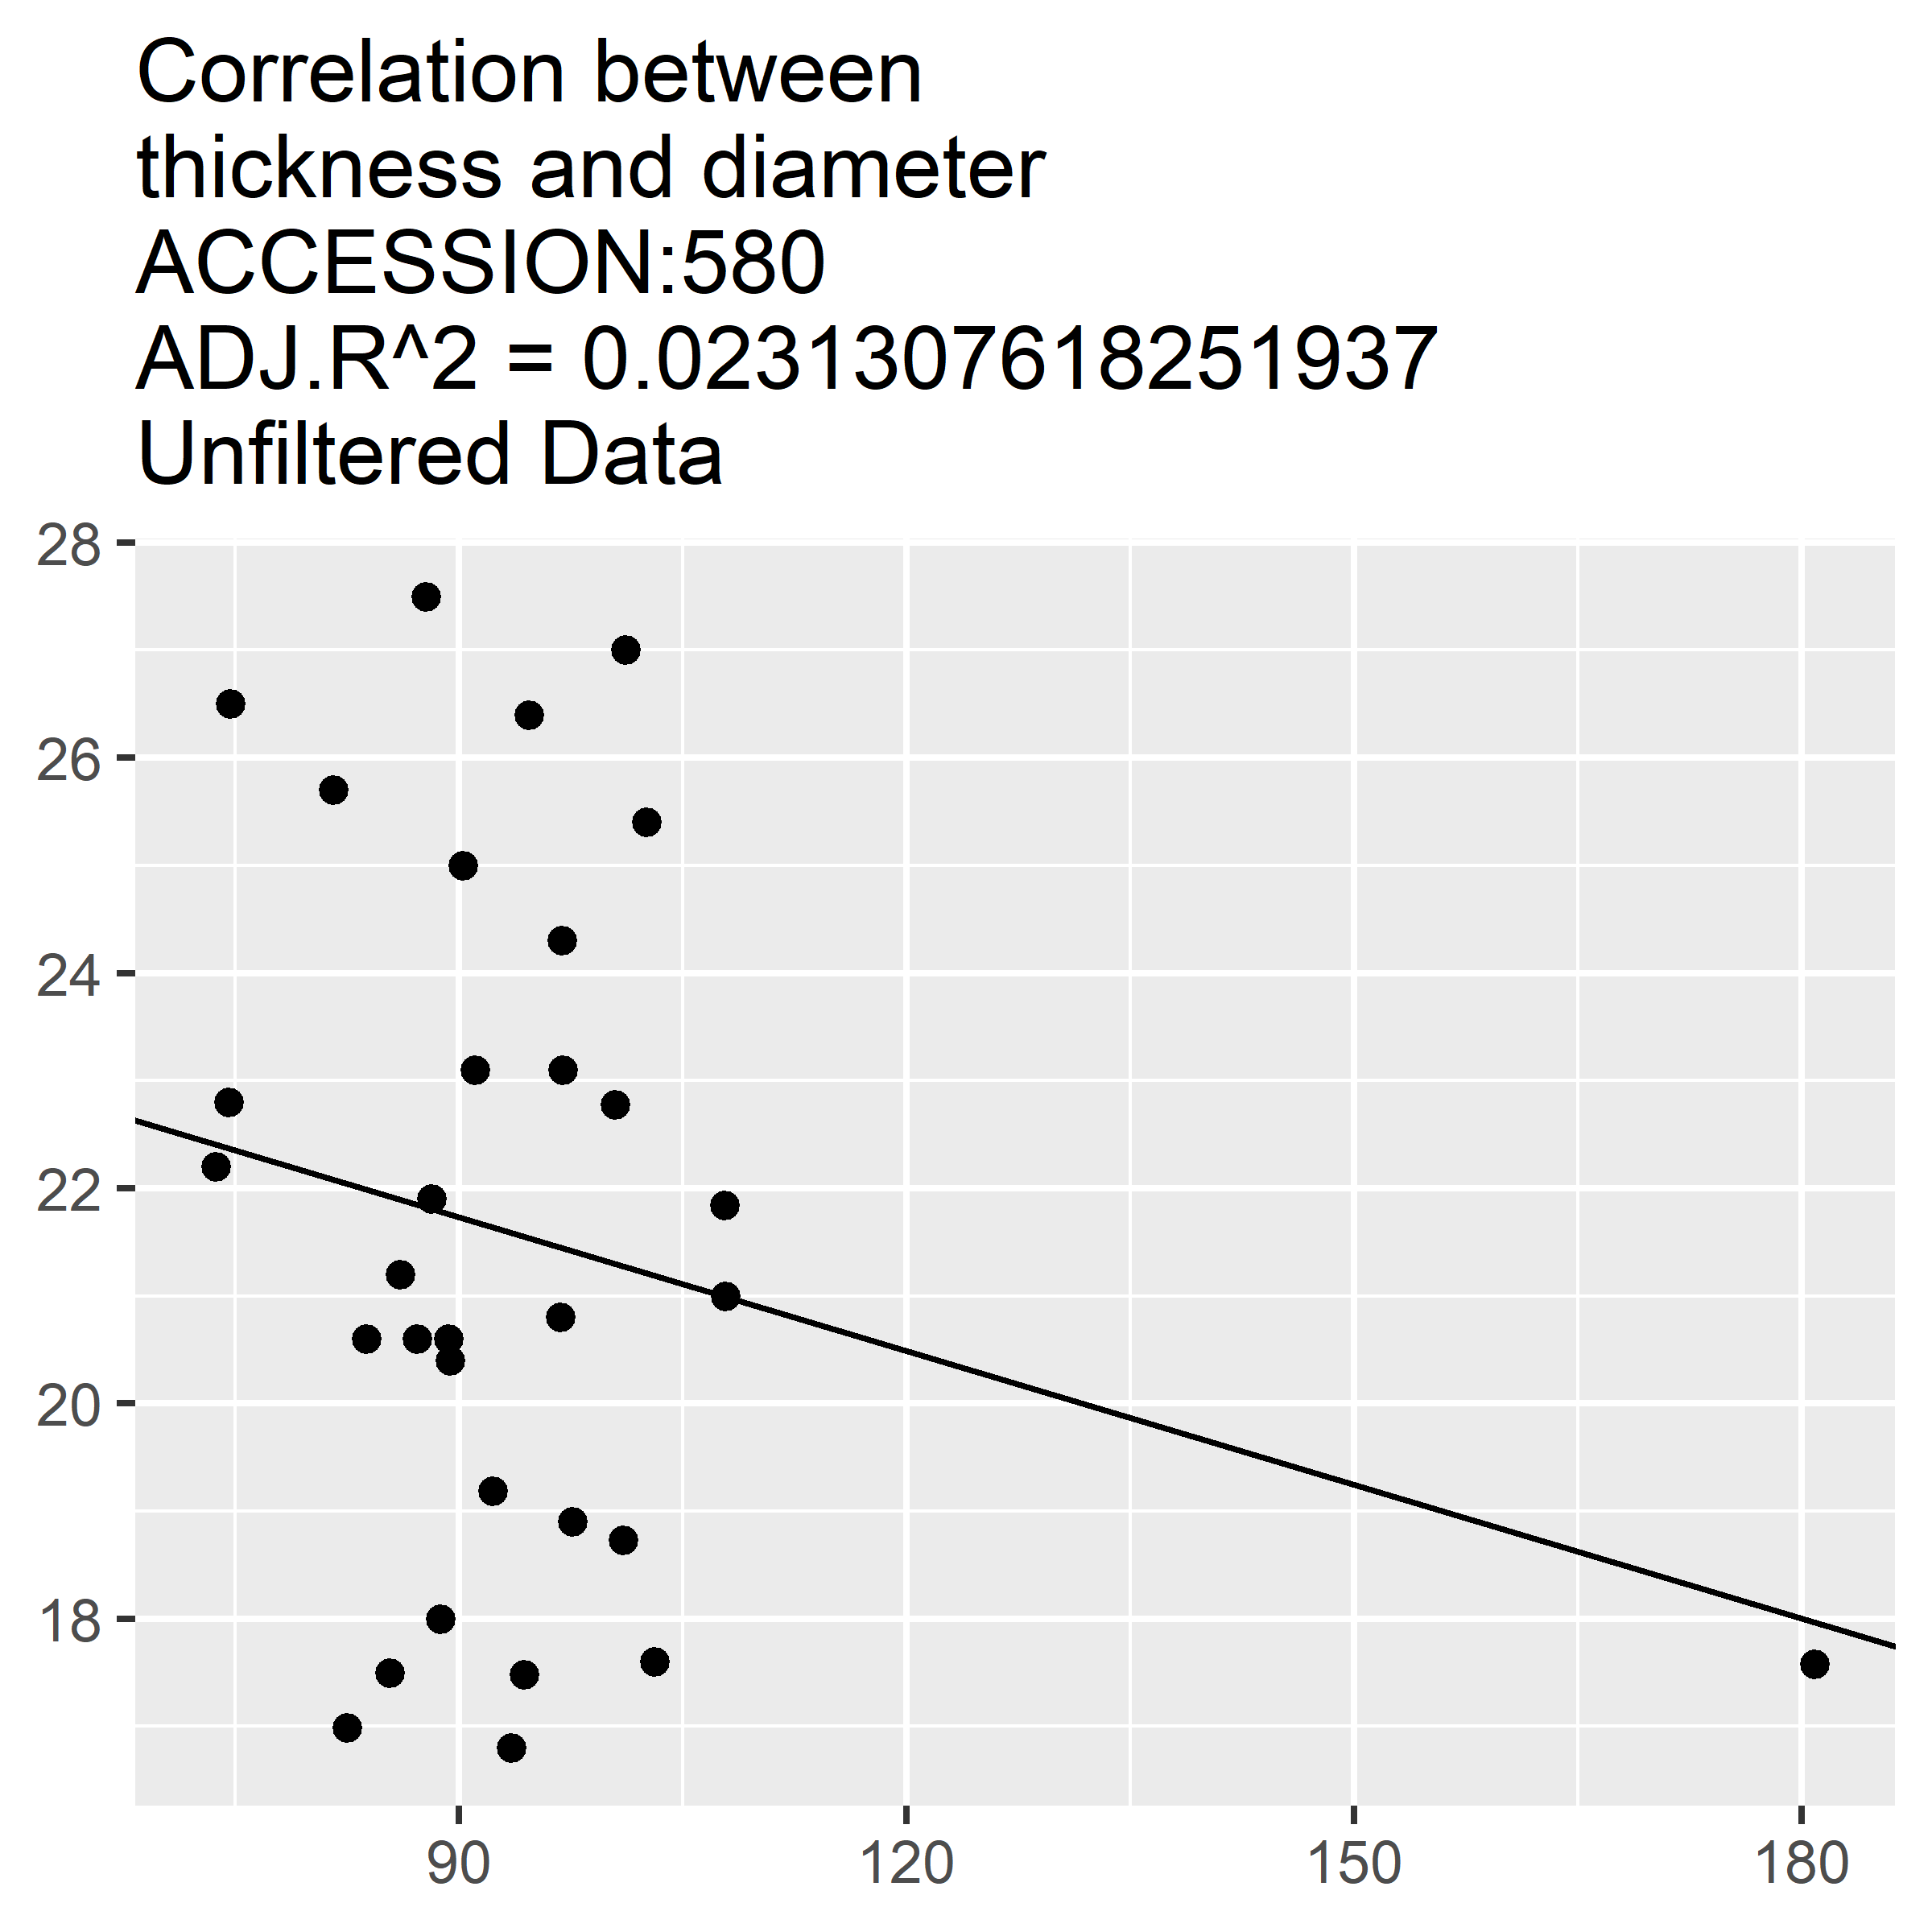 Correlation between
thickness and diameter
ACCESSION:580
ADJ.R^2 = 0.0231307618251937
Unfiltered Data
28
26
24
22
20
18
90 120 150 180